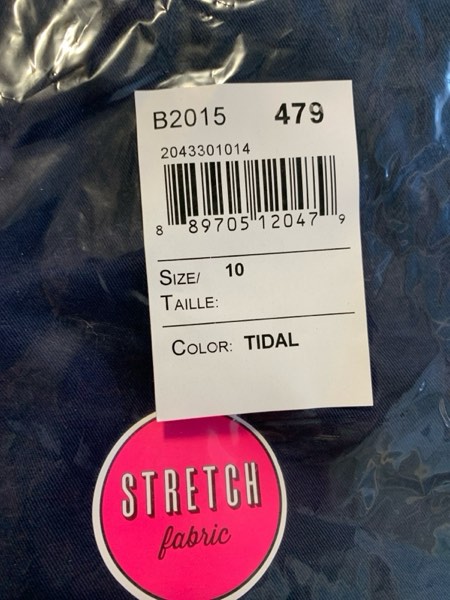 B2015 479
2043301014
8 89705 12047 9
SIZE/ 10
TAILLE:
COLOR: TIDAL
STRETCH
fabric